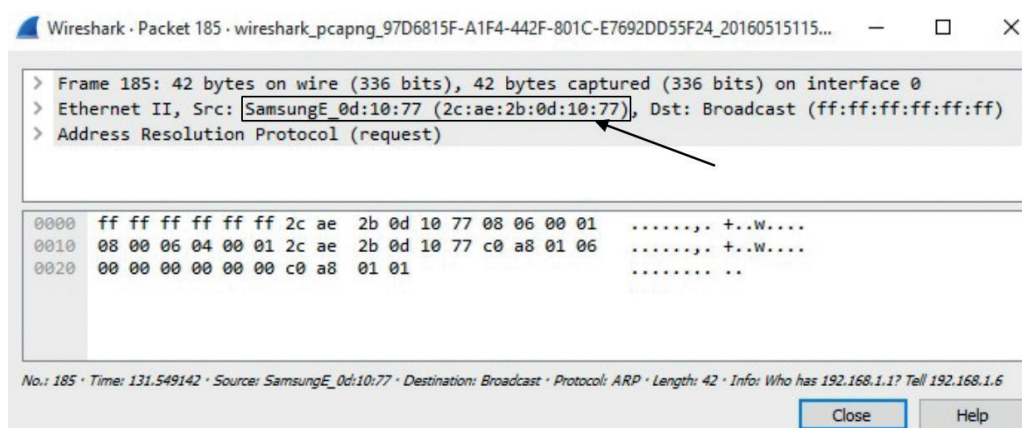 Wireshark · Packet 185 · wireshark_pcapng_97D6815F-A1F4-442F-801C-E7692DD55F24_20160515115...
> Frame 185: 42 bytes on wire (336 bits), 42 bytes captured (336 bits) on interface 0
> Ethernet II, Src: SamsungE_0d:10:77 (2c:ae:2b:0d:10:77), Dst: Broadcast (ff:ff:ff:ff:ff:ff)
> Address Resolution Protocol (request)
0000 ff ff ff ff ff ff 2c ae 2b 0d 10 77 08 06 00 01 ......,. +..w....
0010 08 00 06 04 00 01 2c ae 2b 0d 10 77 c0 a8 01 06 ......,. +..w....
0020 00 00 00 00 00 00 c0 a8 01 01 ........ ..
No.: 185 · Time: 131.549142 · Source: SamsungE_0d:10:77 · Destination: Broadcast · Protocol: ARP · Length: 42 · Info: Who has 192.168.1.1? Tell 192.168.1.6
Close Help